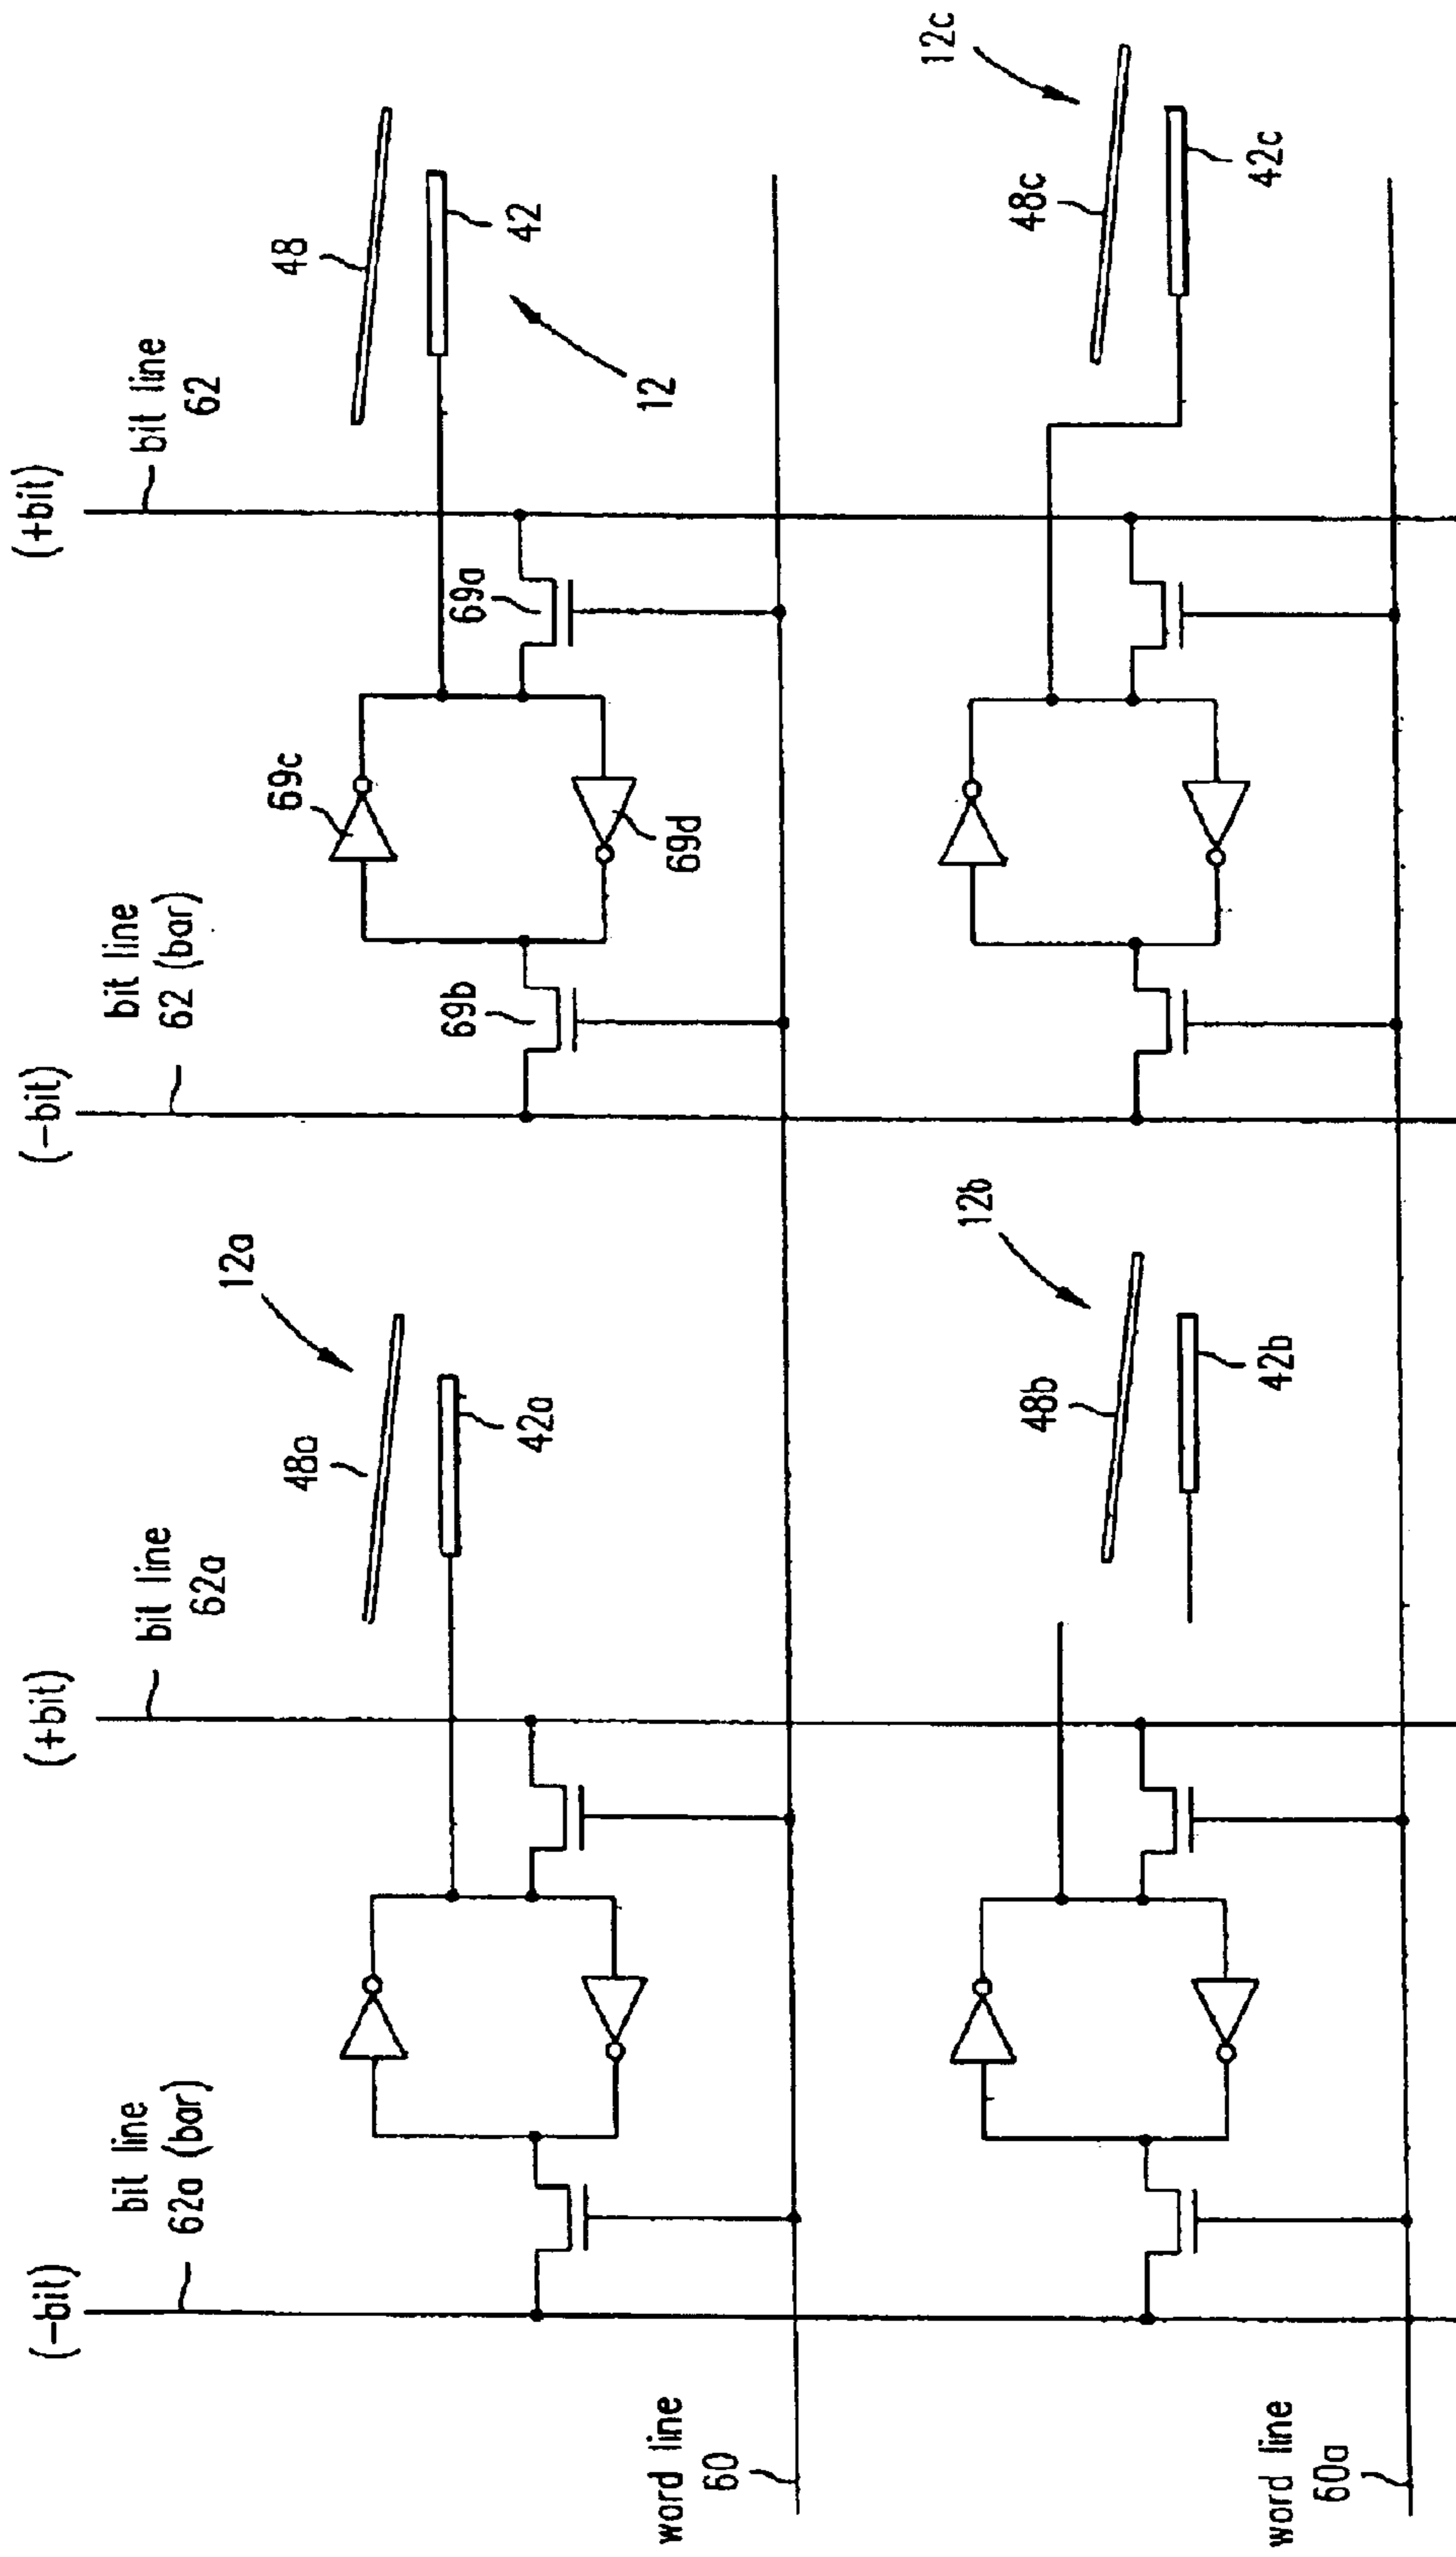 (−bit)
bit line
62a (bar)
(+bit)
bit line
62a
(−bit)
bit line
62 (bar)
(+bit)
bit line
62
12a
48a
42a
69c
69b
69d
69a
48
42
12
word line
60
12b
48b
42b
12c
48c
42c
word line
60a